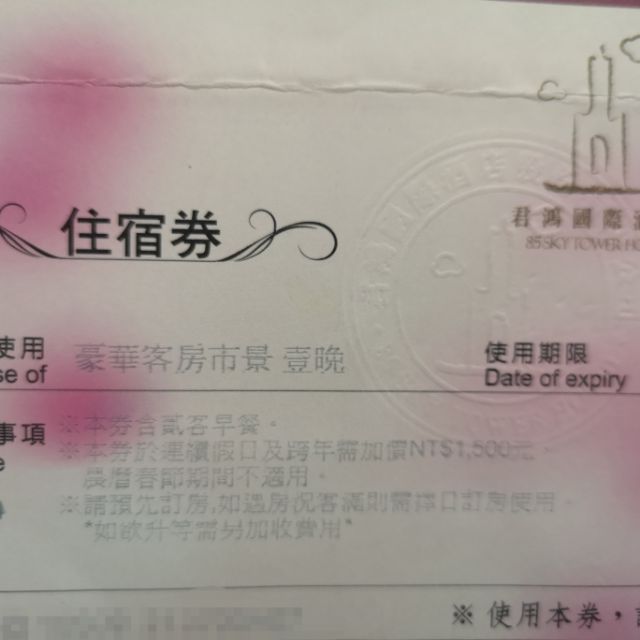 住宿券
君鴻國際
85 SKY TOWER HO
使用
豪華客房市景 壹晚
使用期限
se of
Date of expiry
事項
※本券含貳客早餐。
e
※本券於連續假日及跨年需加價NT$1,500元
農曆春節期間不適用。
※請預先訂房,如遇房況客滿則需擇日訂房使用。
*如欲升等需另加收費用*
※ 使用本券,